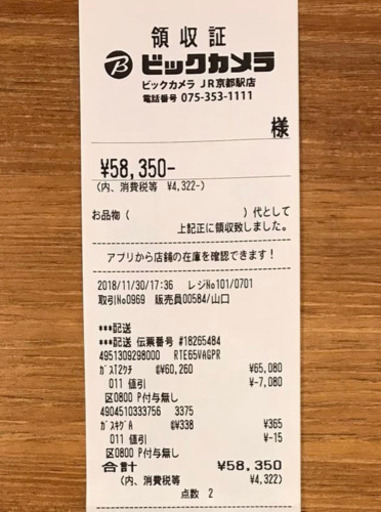 領収証
B ビックカメラ
ビックカメラ JR京都駅店
電話番号 075-353-1111
様
¥58,350-
(内、消費税等 ¥4,322-)
お品物( )代として
上記正に領収致しました。
アプリから店舗の在庫を確認できます!
2018/11/30/17:36 レジNo101/0701
取引No0969 販売員00584/山口
***配送
***配送 伝票番号 #18265484
4951309298000 RTE65VAGPR
ガス12クチ @¥60,260 ¥65,080
011 値引 ¥-7,080
区0800 P付与無し
4904510333756 3375
ガスキグA @¥338 ¥365
011 値引 ¥-15
区0800 P付与無し
合計 ¥58,350
(内、消費税等 ¥4,322)
点数 2